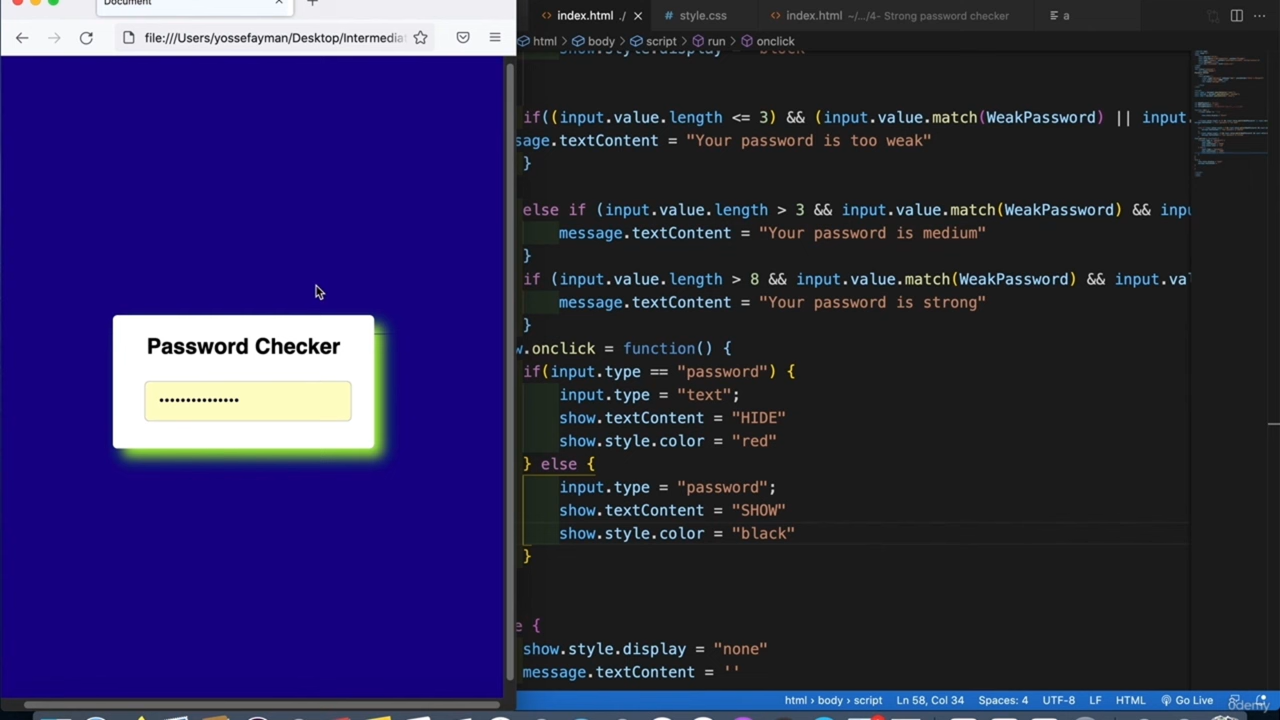 Document
file:///Users/yossefayman/Desktop/Intermediat
Password Checker
•••••••••••••••
index.html ./
style.css
index.html ~/.../4- Strong password checker
a
html > body > script > run > onclick
show.style.display = "block"
if((input.value.length <= 3) && (input.value.match(WeakPassword) || input.
sage.textContent = "Your password is too weak"
}
else if (input.value.length > 3 && input.value.match(WeakPassword) && inpu
message.textContent = "Your password is medium"
}
if (input.value.length > 8 && input.value.match(WeakPassword) && input.va
message.textContent = "Your password is strong"
}
w.onclick = function() {
if(input.type == "password") {
input.type = "text";
show.textContent = "HIDE"
show.style.color = "red"
} else {
input.type = "password";
show.textContent = "SHOW"
show.style.color = "black"
}
e {
show.style.display = "none"
message.textContent = ''
html > body > script
Ln 58, Col 34
Spaces: 4
UTF-8
LF
HTML
Go Live
udemy